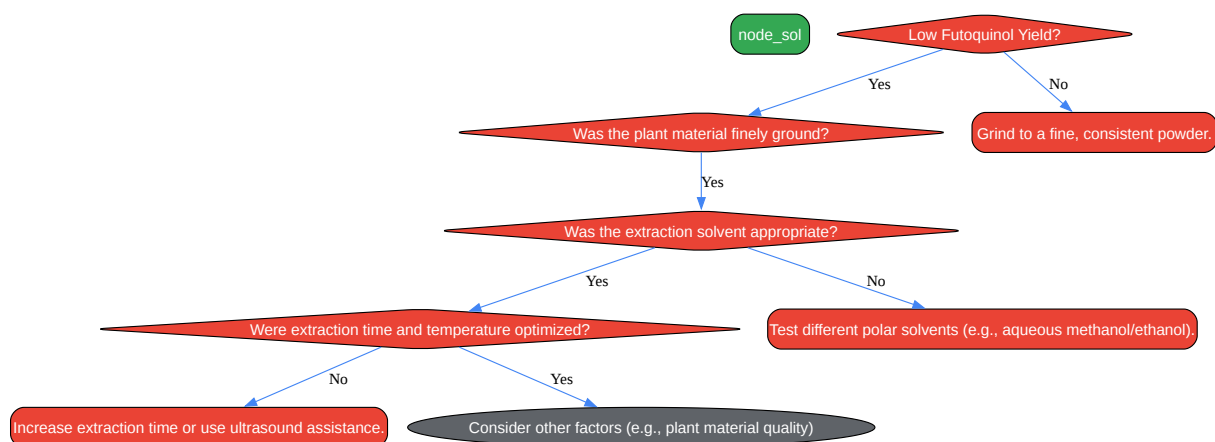 node_sol
Low Futoquinol Yield?
Yes
No
Was the plant material finely ground?
Grind to a fine, consistent powder.
Yes
Was the extraction solvent appropriate?
Yes
No
Were extraction time and temperature optimized?
Test different polar solvents (e.g., aqueous methanol/ethanol).
No
Yes
Increase extraction time or use ultrasound assistance.
Consider other factors (e.g., plant material quality)